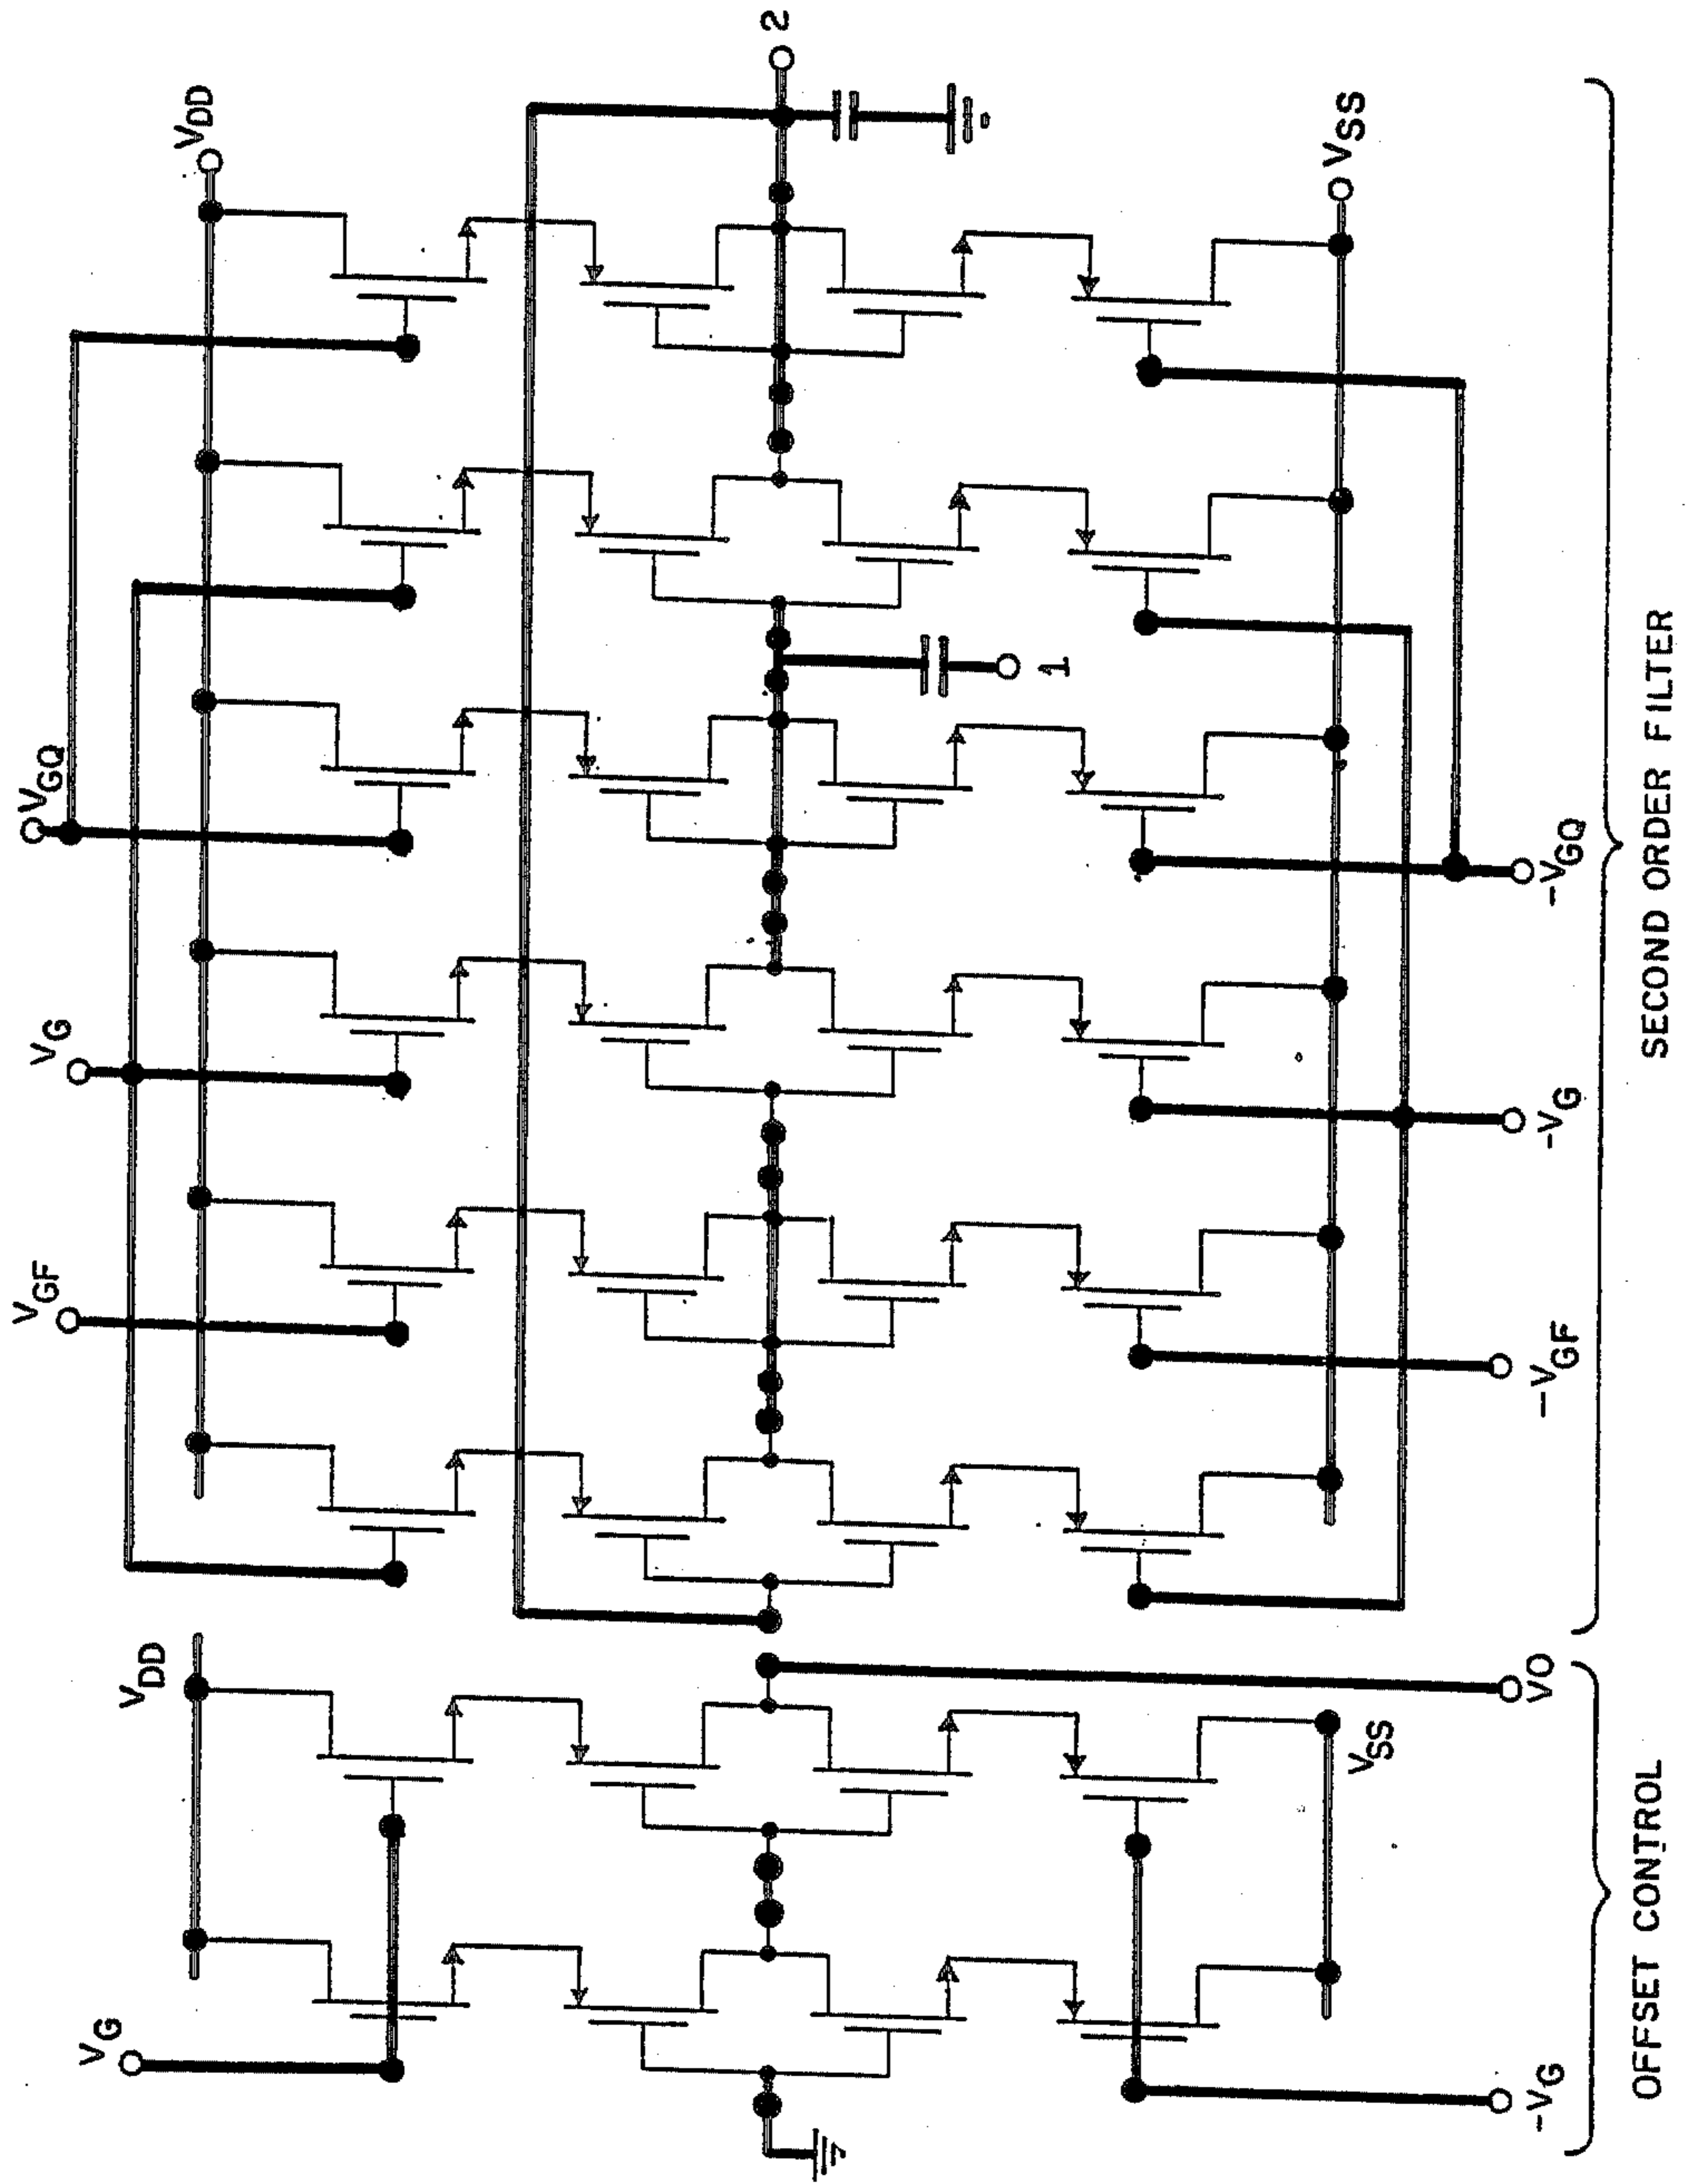 V_DD
2
V_GQ
V_G
V_GF
1
V_SS
-V_GQ
-V_G
-V_GF
SECOND ORDER FILTER
V_DD
V_G
V_SS
VO
-V_G
OFFSET CONTROL